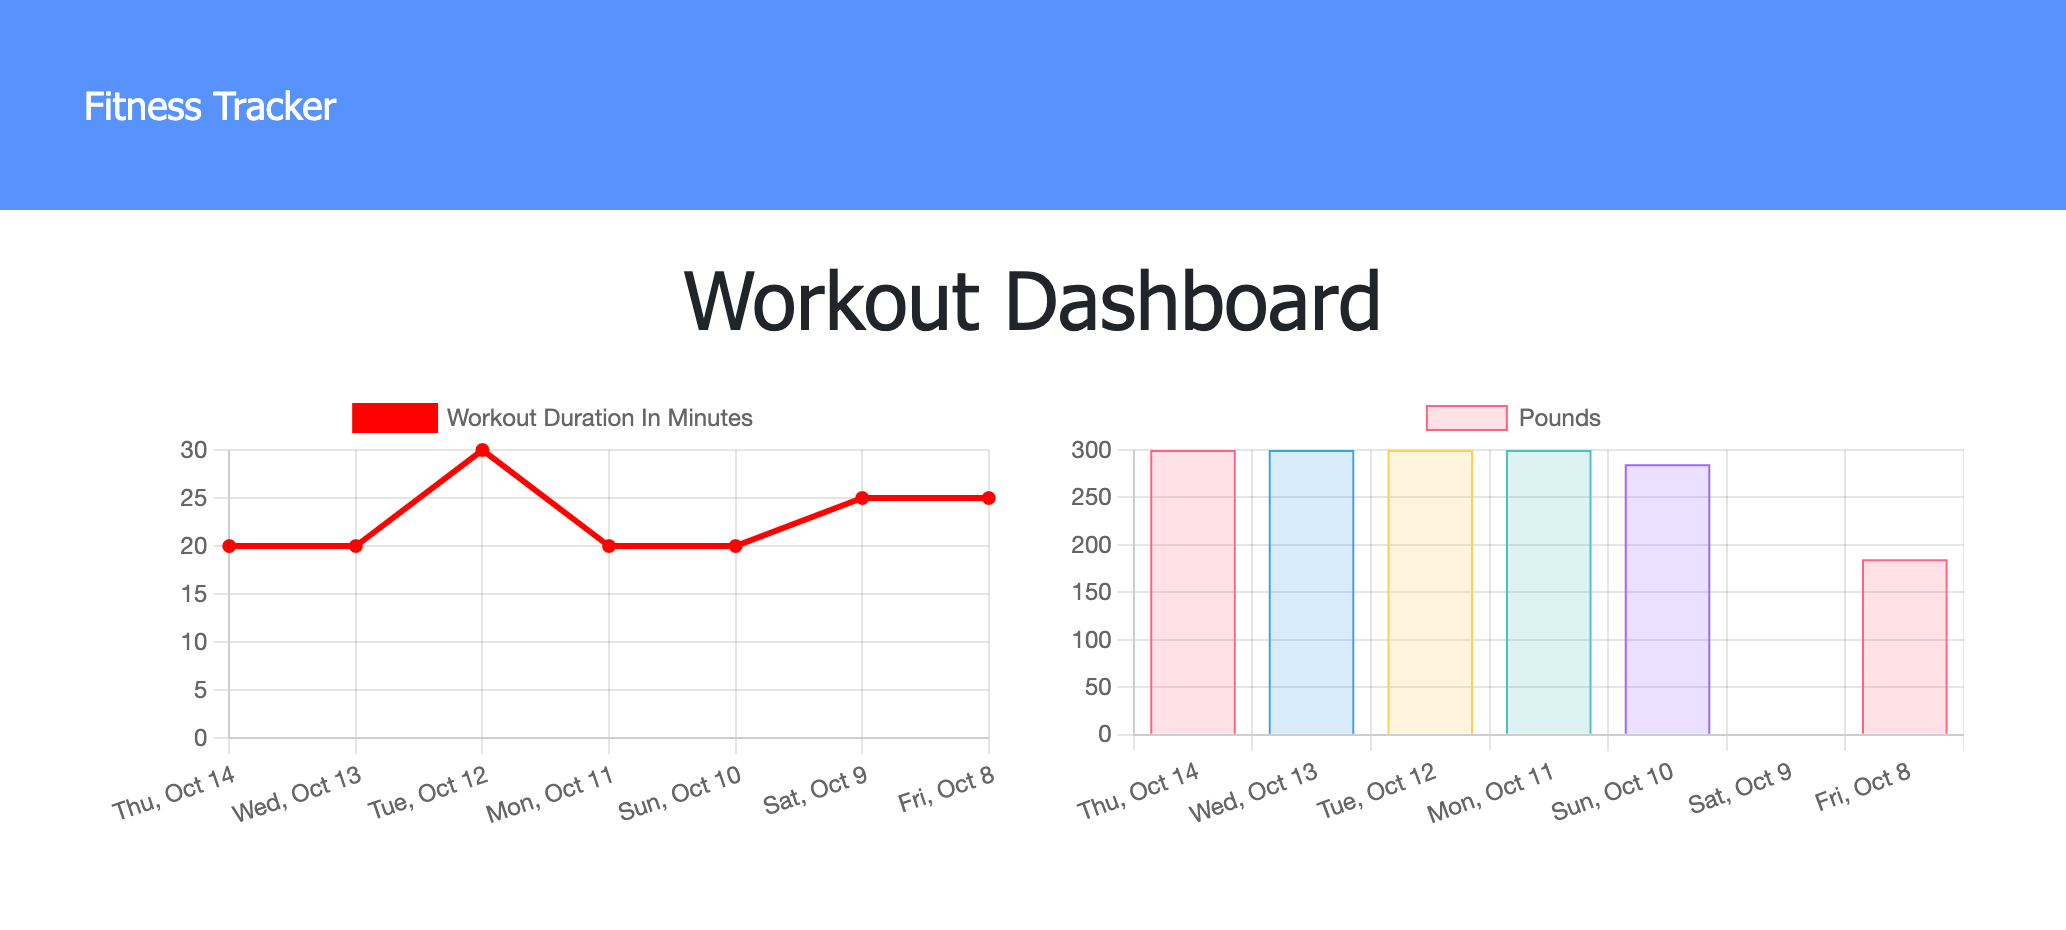 Fitness Tracker
Workout Dashboard
Workout Duration In Minutes
30
25
20
15
10
5
0
Thu, Oct 14
Wed, Oct 13
Tue, Oct 12
Mon, Oct 11
Sun, Oct 10
Sat, Oct 9
Fri, Oct 8
Pounds
300
250
200
150
100
50
0
Thu, Oct 14
Wed, Oct 13
Tue, Oct 12
Mon, Oct 11
Sun, Oct 10
Sat, Oct 9
Fri, Oct 8